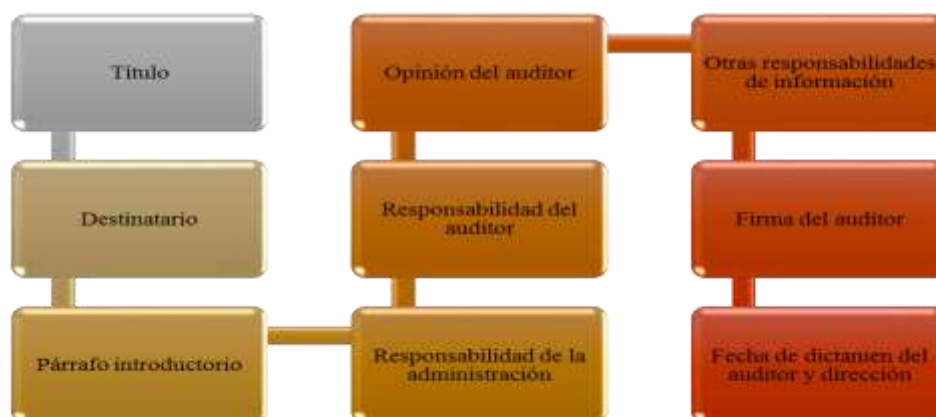 Título
Destinatario
Párrafo introductorio
Responsabilidad de la
administración
Responsabilidad del
auditor
Opinión del auditor
Otras responsabilidades
de información
Firma del auditor
Fecha de dictamen del
auditor y dirección